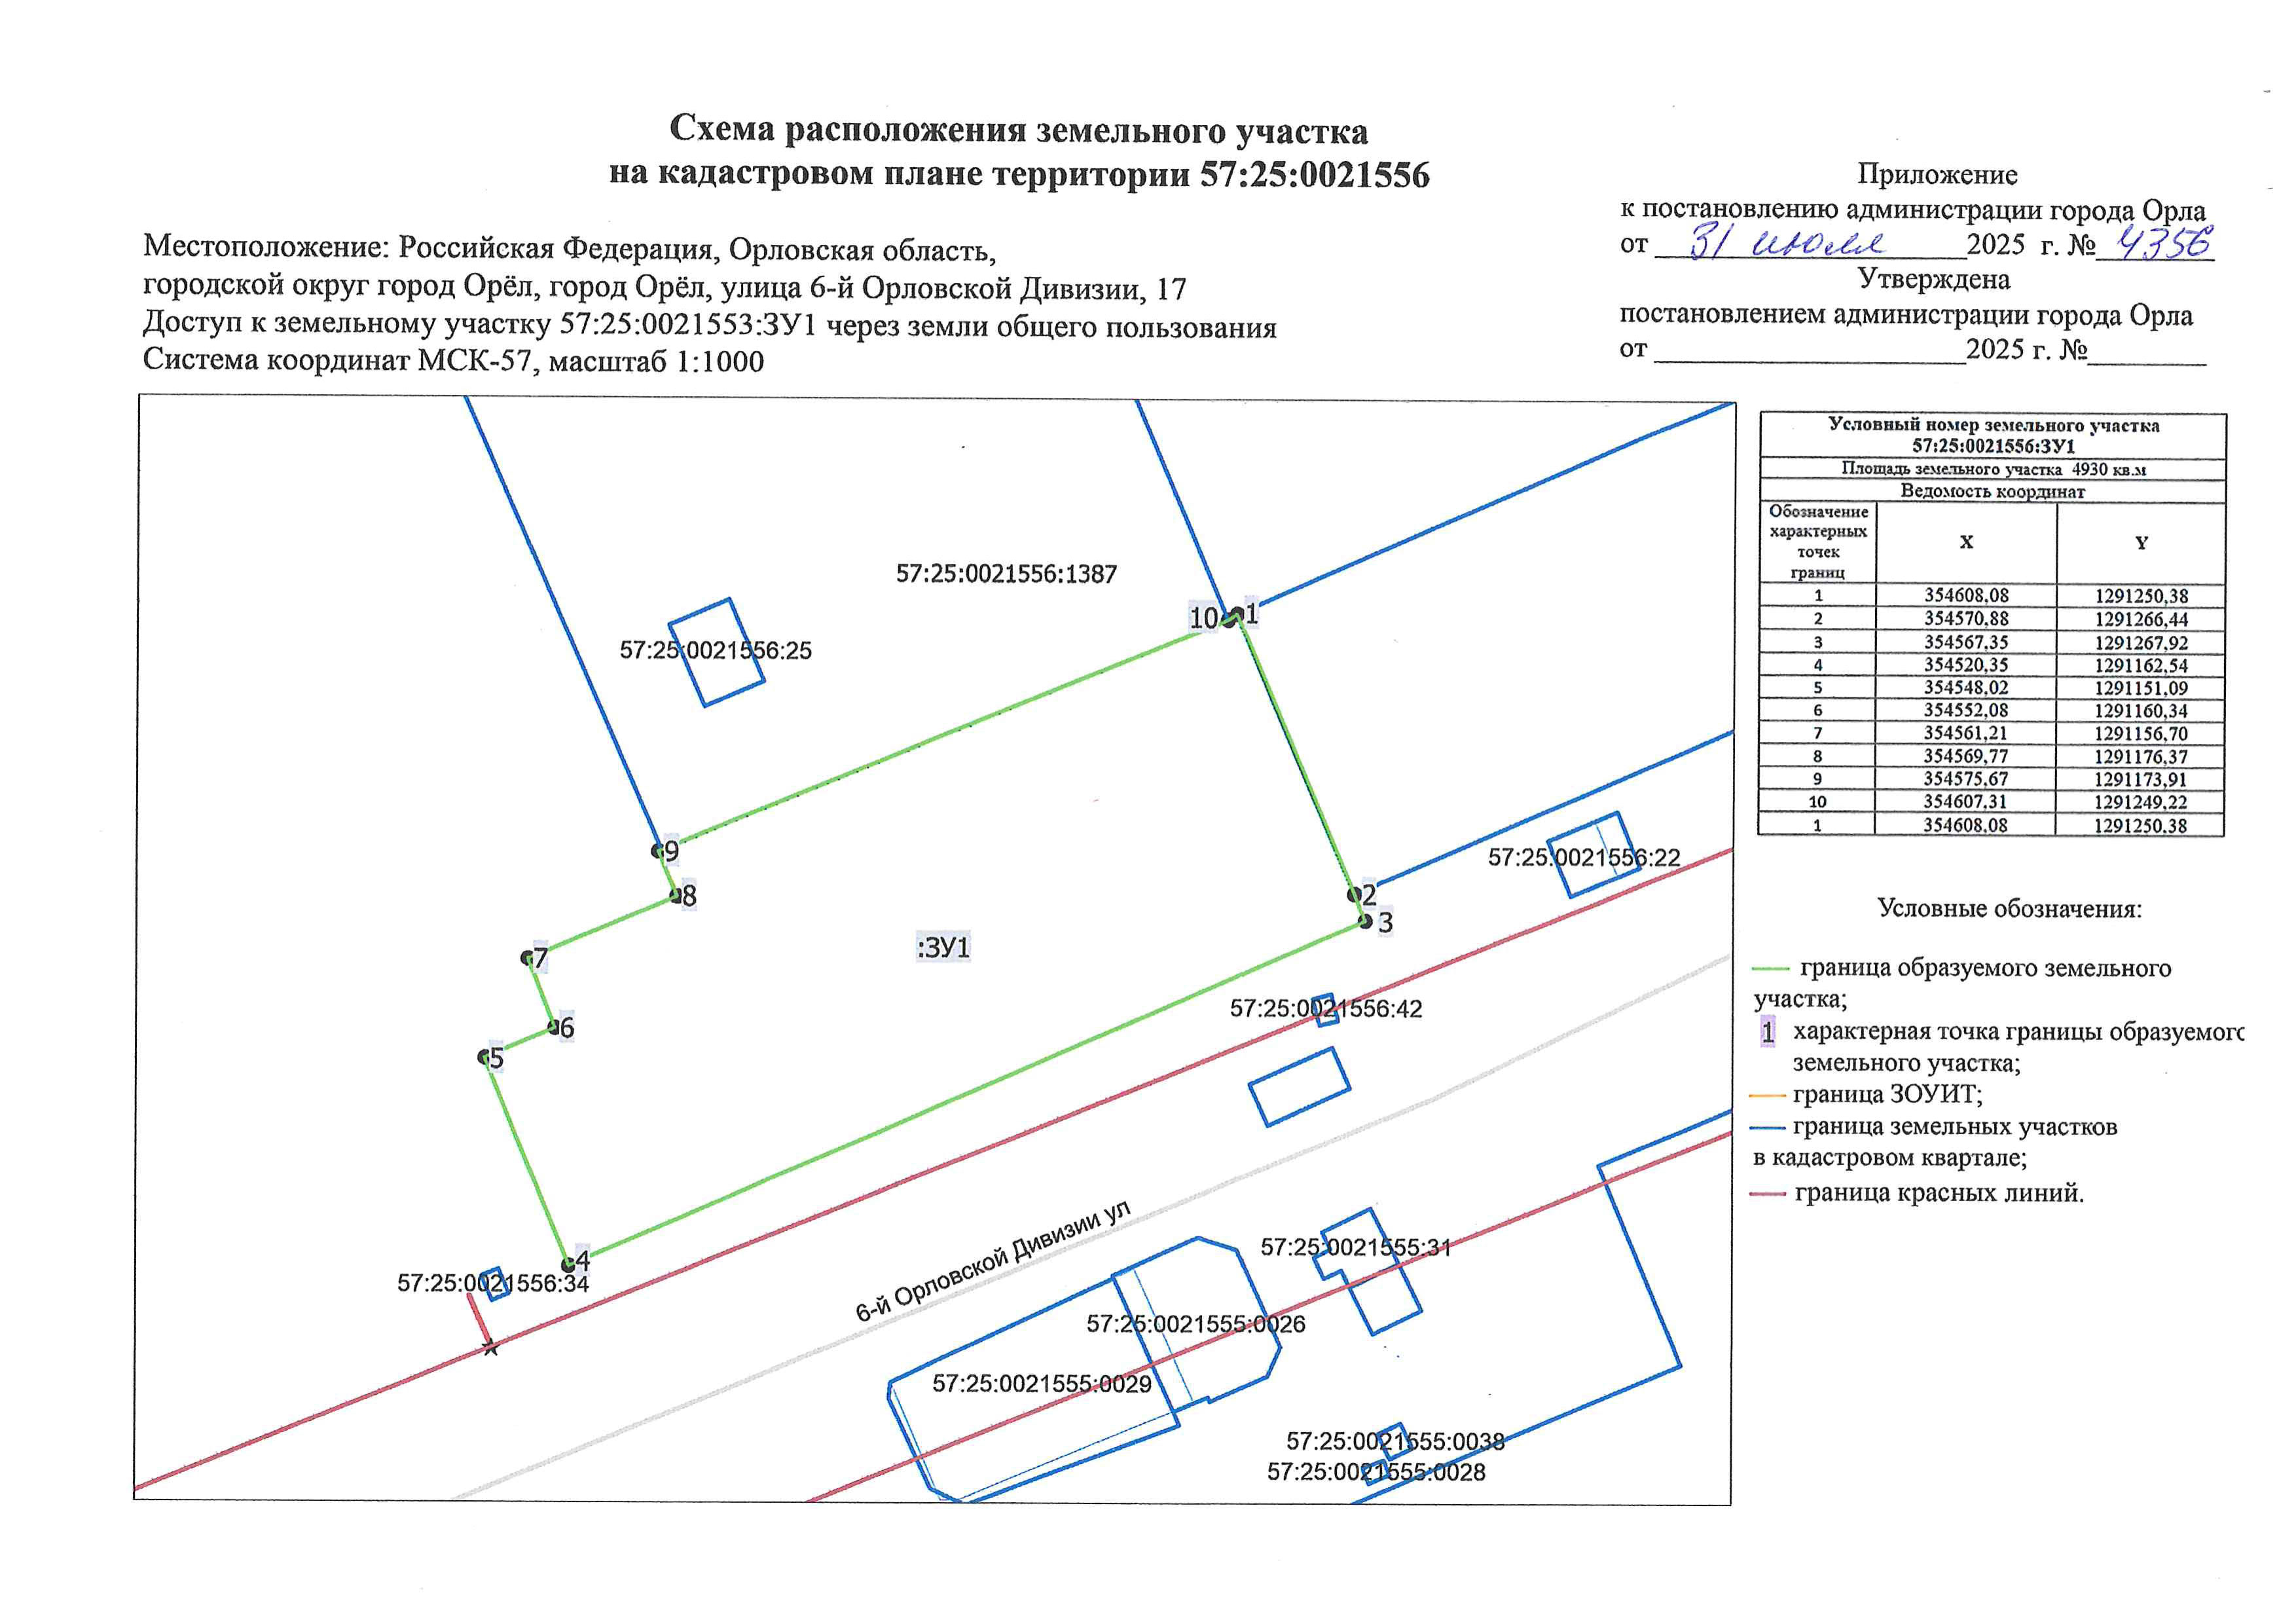 Схема расположения земельного участка
на кадастровом плане территории 57:25:0021556
Приложение
к постановлению администрации города Орла
от 31 июля 2025 г. № 4356
Утверждена
постановлением администрации города Орла
от ____________ 2025 г. №________
Местоположение: Российская Федерация, Орловская область,
городской округ город Орёл, город Орёл, улица 6-й Орловской Дивизии, 17
Доступ к земельному участку 57:25:0021553:ЗУ1 через земли общего пользования
Система координат МСК-57, масштаб 1:1000
57:25:0021556:1387
10 1
57:25:0021556:25
9
8
57:25:0021556:22
2
3
:ЗУ1
7
57:25:0021556:42
6
5
4
57:25:0021556:34
6-й Орловской Дивизии ул
57:25:0021555:31
57:25:0021555:0026
57:25:0021555:0029
57:25:0021555:0038
57:25:0021555:0028
Условный номер земельного участка
57:25:0021556:ЗУ1
Площадь земельного участка 4930 кв.м
Ведомость координат
Обозначение характерных точек границ X Y
1 354608,08 1291250,38
2 354570,88 1291266,44
3 354567,35 1291267,92
4 354520,35 1291162,54
5 354548,02 1291151,09
6 354552,08 1291160,34
7 354561,21 1291156,70
8 354569,77 1291176,37
9 354575,67 1291173,91
10 354607,31 1291249,22
1 354608,08 1291250,38
Условные обозначения:
граница образуемого земельного
участка;
1 характерная точка границы образуемого
земельного участка;
граница ЗОУИТ;
граница земельных участков
в кадастровом квартале;
граница красных линий.